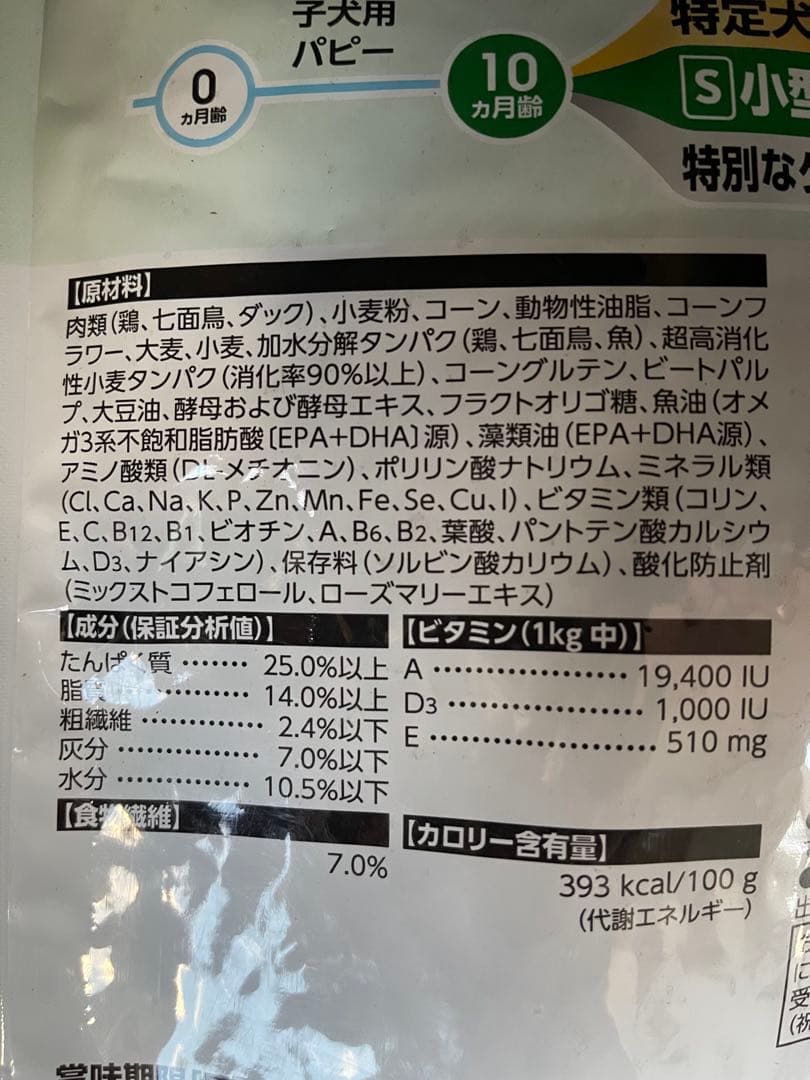 子犬用
パピー
特定犬
0
カ月齢
10
カ月齢
S 小型
特別な
【原材料】
肉類(鶏、七面鳥、ダック)、小麦粉、コーン、動物性油脂、コーンフ
ラワー、大麦、小麦、加水分解タンパク(鶏、七面鳥、魚)、超高消化
性小麦タンパク(消化率90%以上)、コーングルテン、ビートパル
プ、大豆油、酵母および酵母エキス、フラクトオリゴ糖、魚油(オメ
ガ3系不飽和脂肪酸〔EPA+DHA〕源)、藻類油(EPA+DHA源)、
アミノ酸類(DL-メチオニン)、ポリリン酸ナトリウム、ミネラル類
(Cl、Ca、Na、K、P、Zn、Mn、Fe、Se、Cu、I)、ビタミン類(コリン、
E、C、B12、B1、ビオチン、A、B6、B2、葉酸、パントテン酸カルシウ
ム、D3、ナイアシン)、保存料(ソルビン酸カリウム)、酸化防止剤
(ミックストコフェロール、ローズマリーエキス)
【成分(保証分析値)】
たんぱく質 ······· 25.0%以上
脂質 ············ 14.0%以上
粗繊維 ············ 2.4%以下
灰分 ·············· 7.0%以下
水分 ············· 10.5%以下
【食物繊維】
7.0%
【ビタミン(1kg 中)】
A ·················· 19,400 IU
D3 ·················· 1,000 IU
E ····················· 510 mg
【カロリー含有量】
393 kcal/100 g
(代謝エネルギー)
賞味期限
出
に
受
(祝